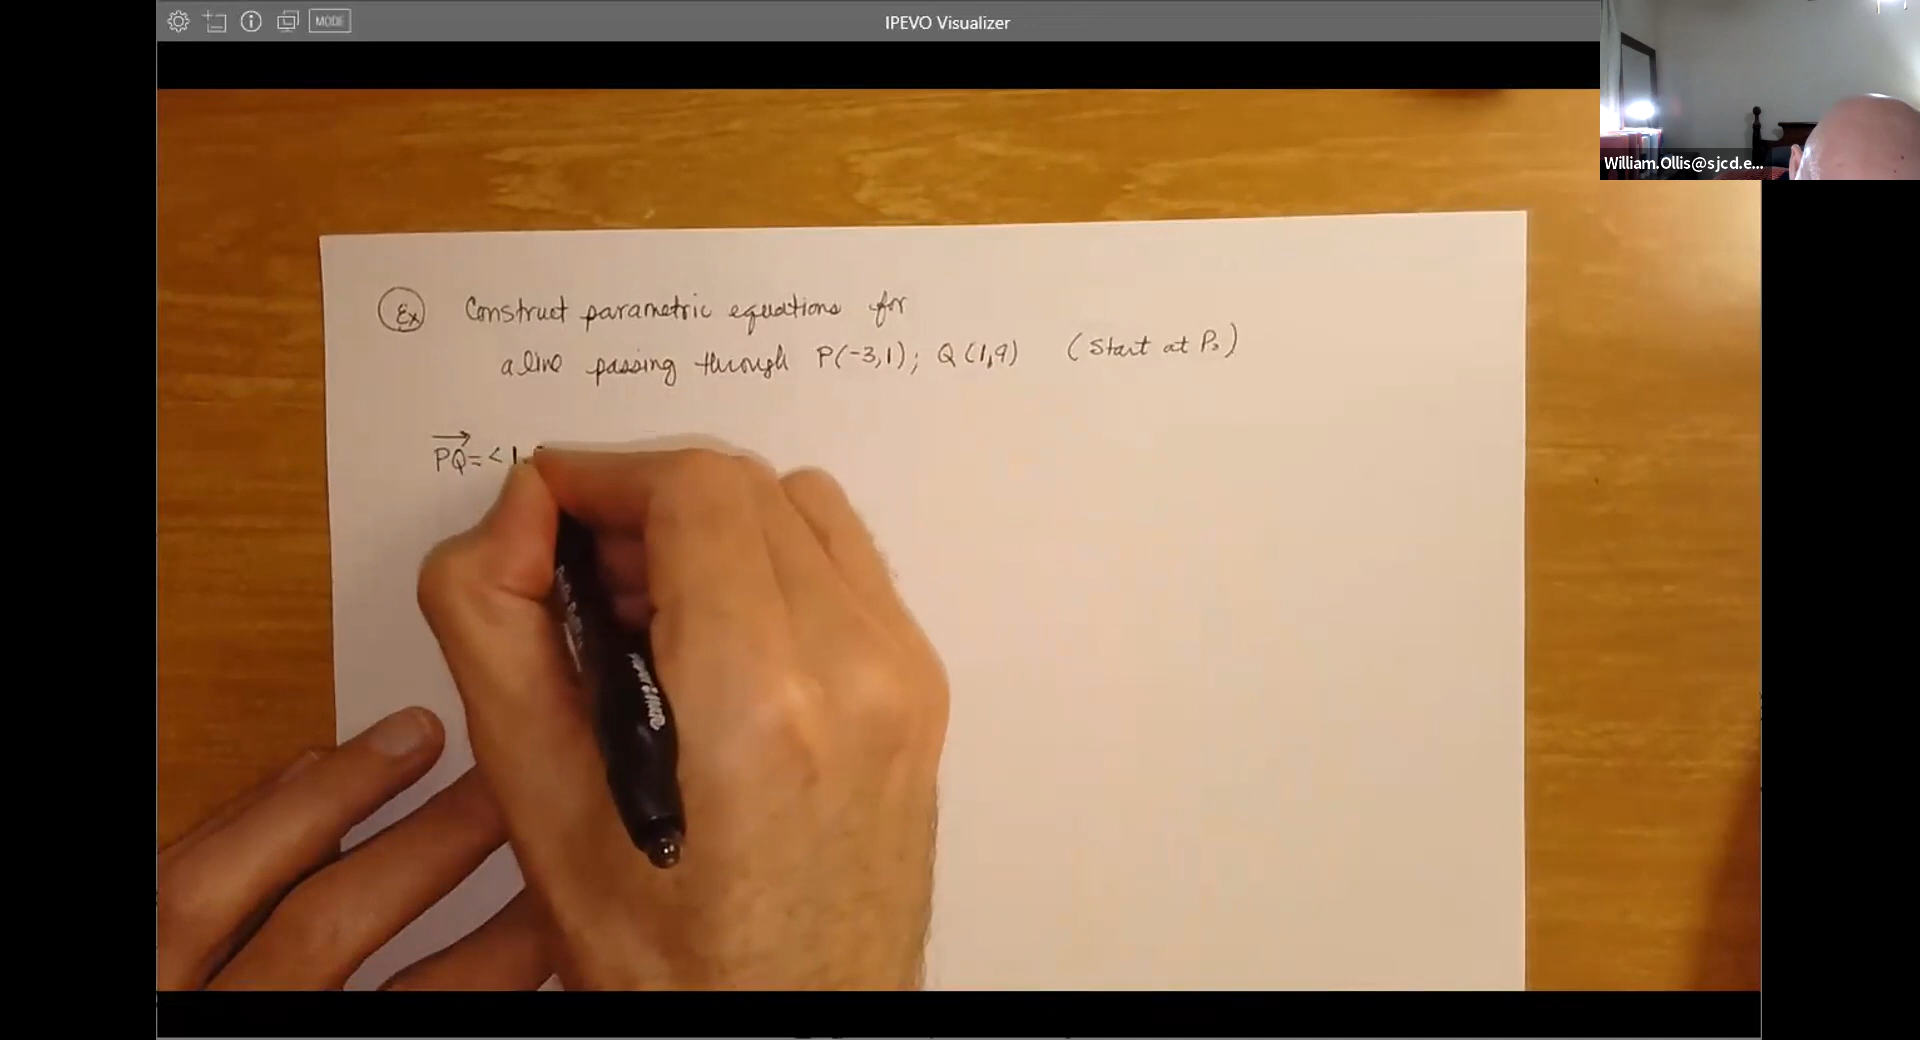 MODE
IPEVO Visualizer
William.Ollis@sjcd.e...
Ex Construct parametric equations for
a line passing through P(-3,1); Q(1,9) (Start at P.)
PQ = < 1 -